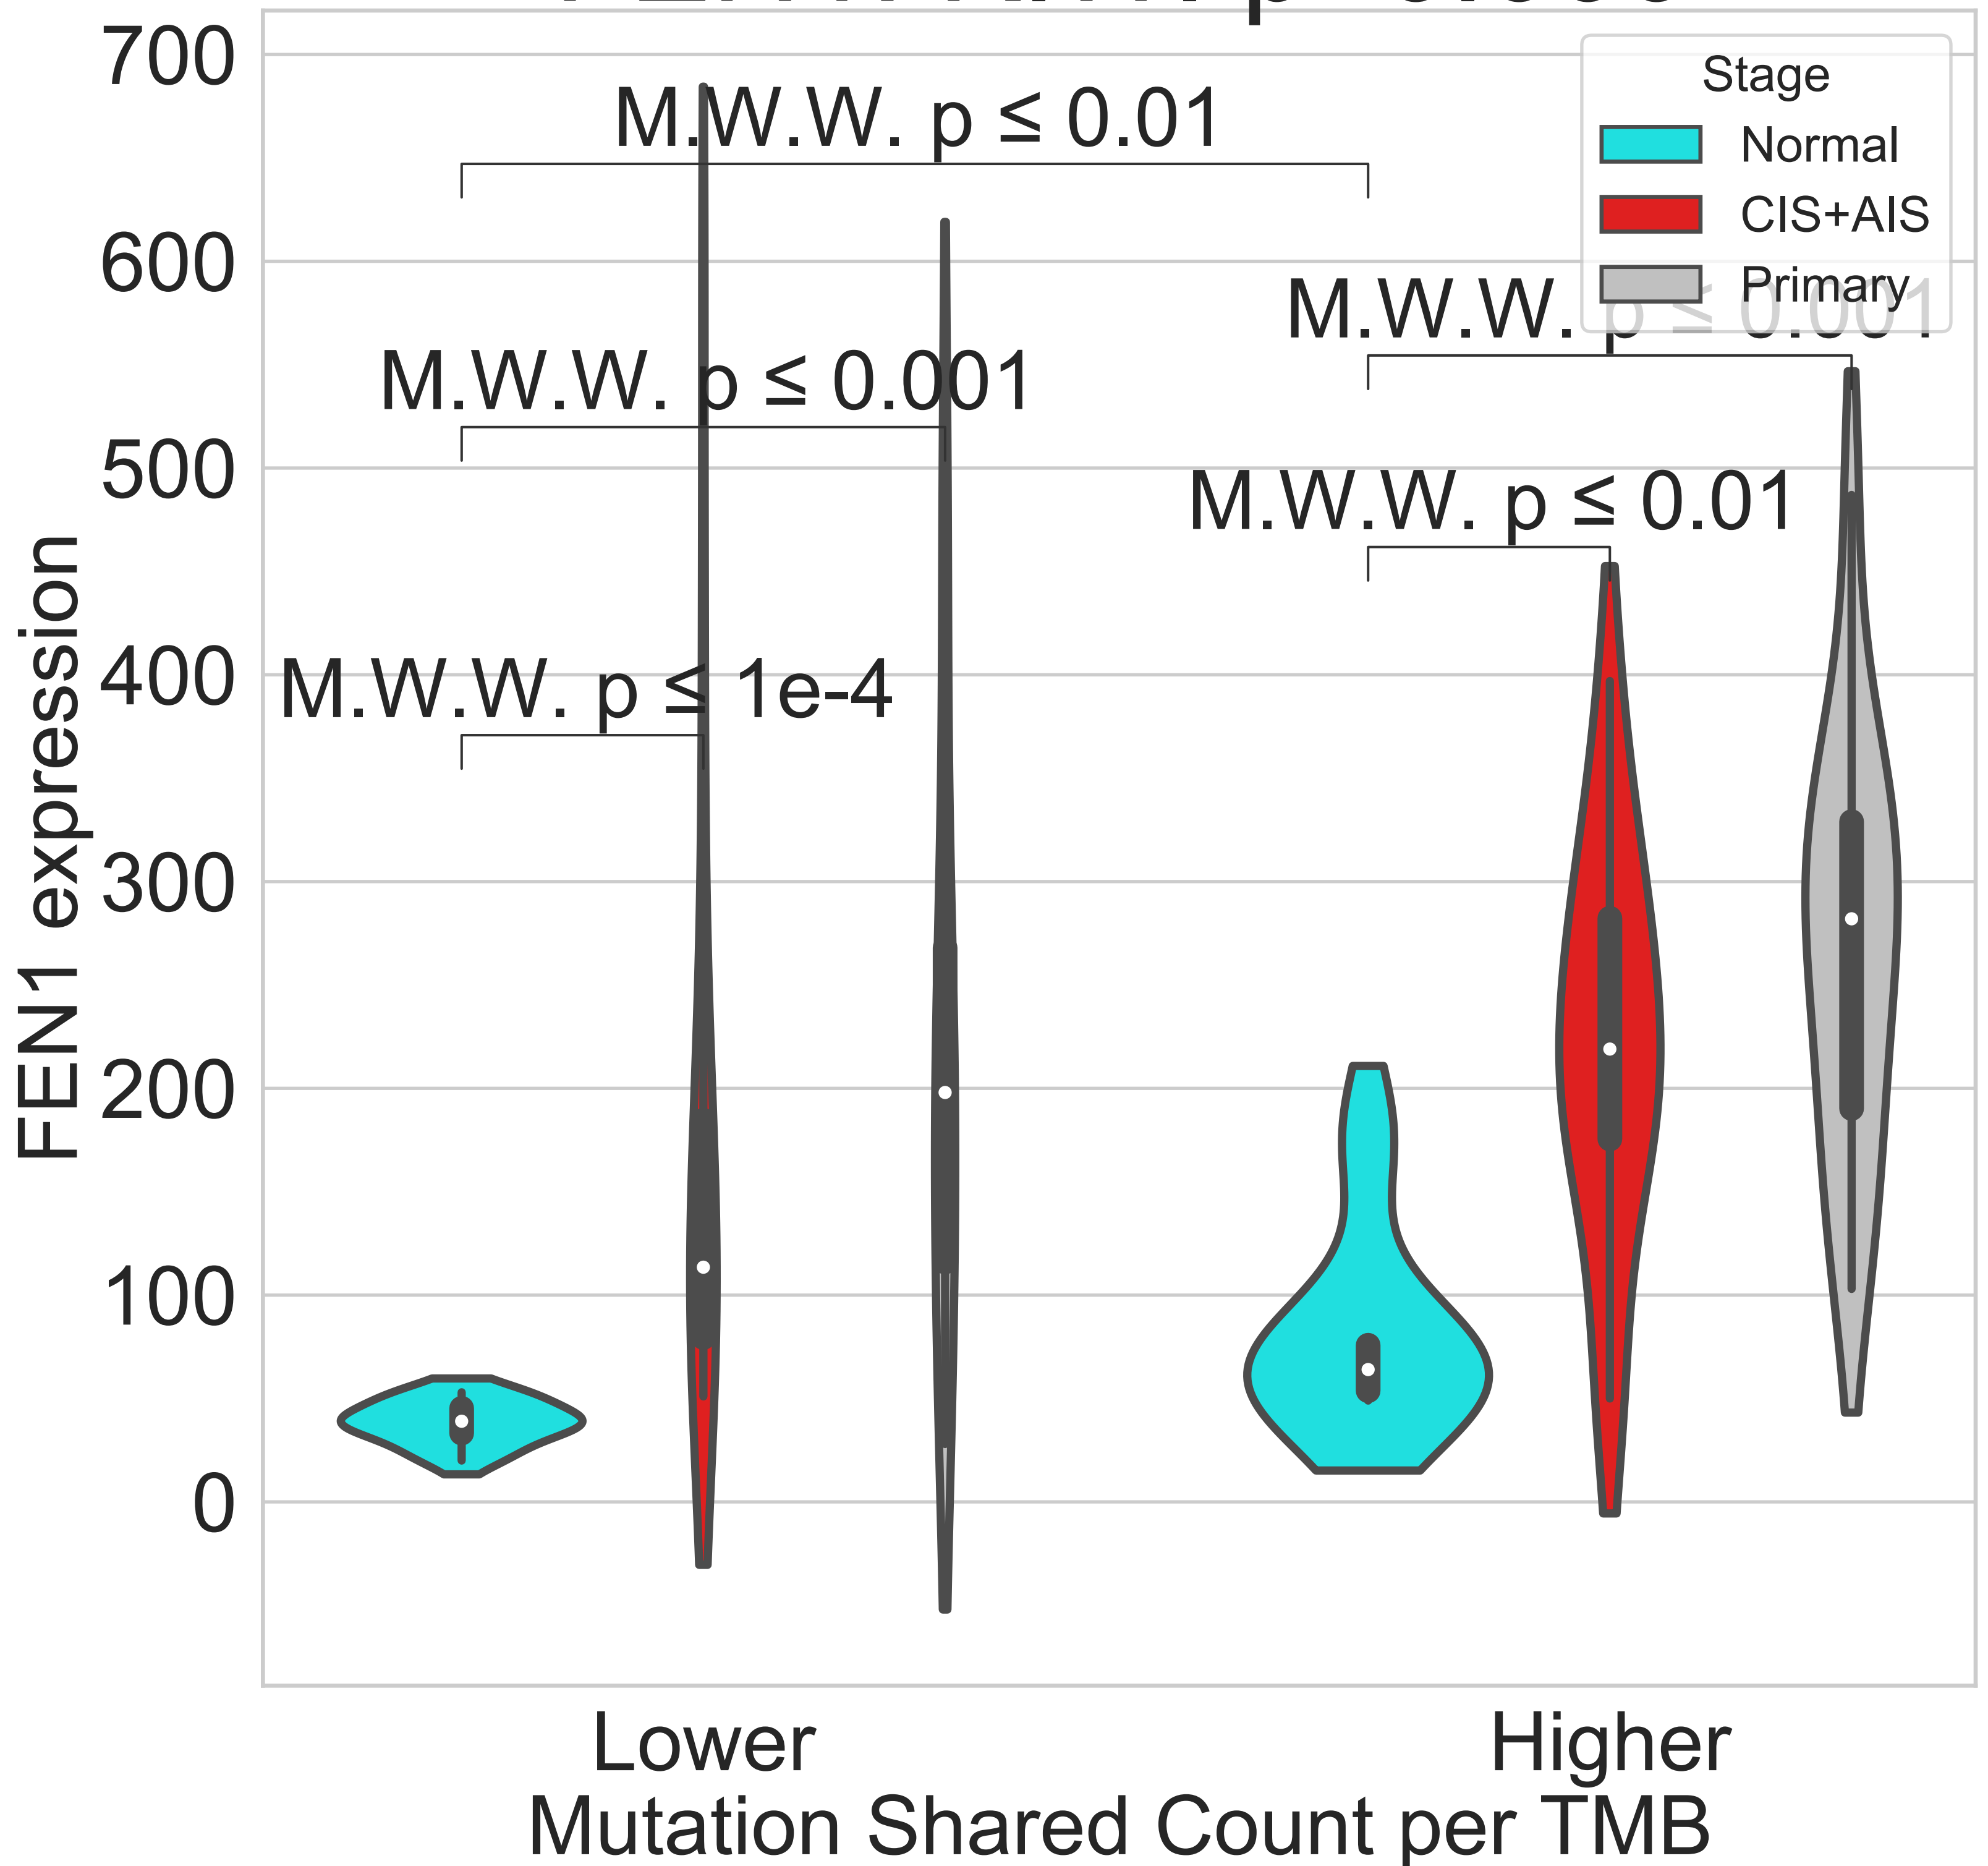 700
Stage
M.W.W. p ≤ 0.01
Normal
CIS+AIS
600
Primary
M.W.W. p ≤ 0.001
M.W.W. p ≤ 0.001
500
M.W.W. p ≤ 0.01
400
M.W.W. p ≤ 1e-4
FEN1 expression
300
200
100
0
Lower
Higher
Mutation Shared Count per TMB